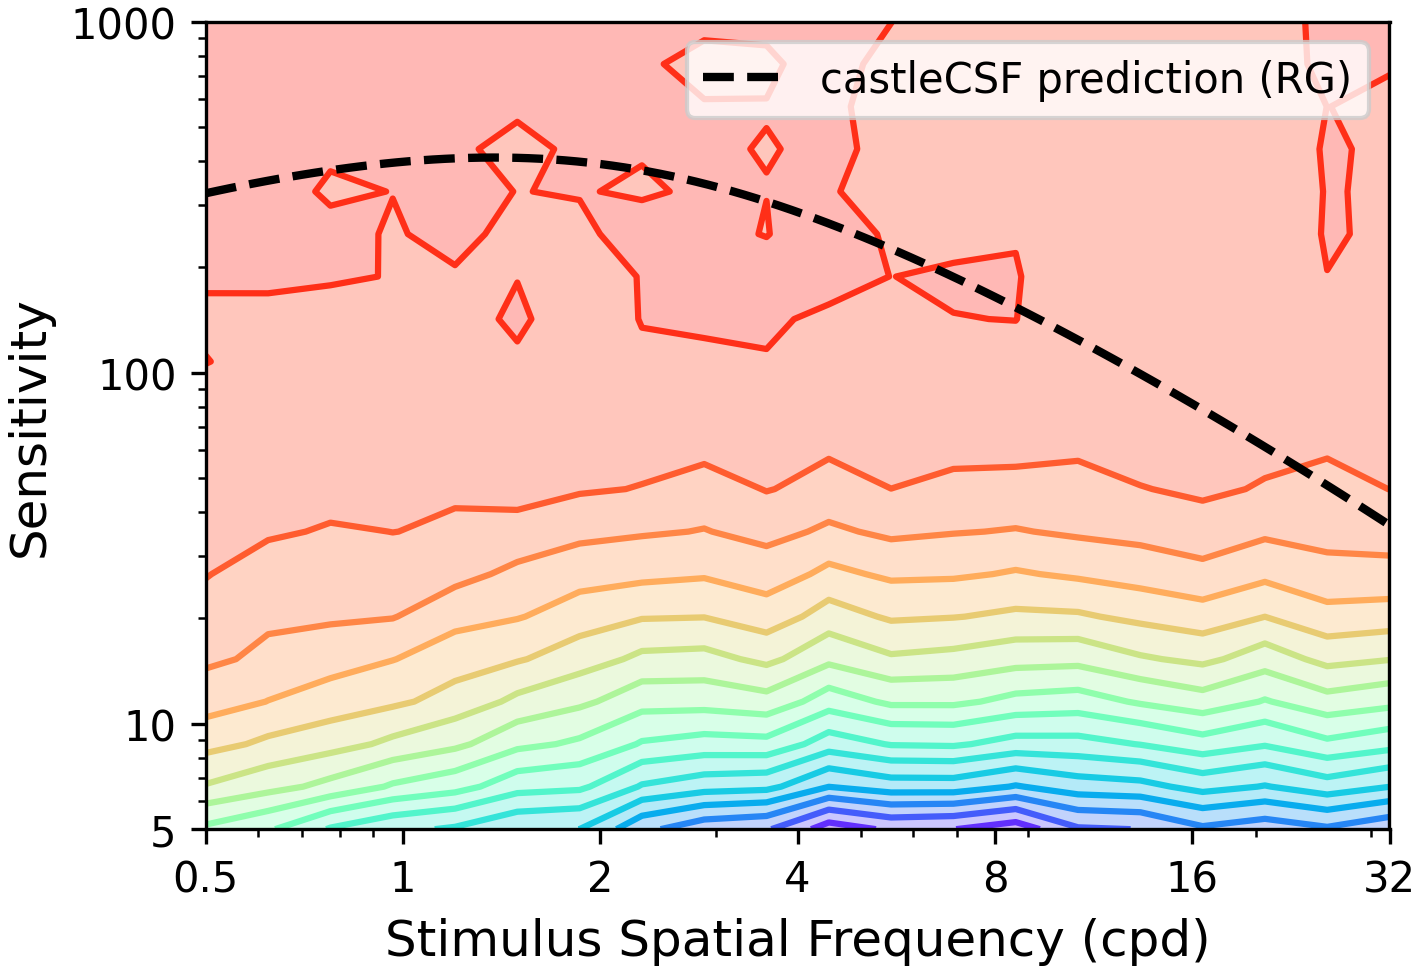 1000
castleCSF prediction (RG)
100
10
5
Sensitivity
0.5 1 2 4 8 16 32
Stimulus Spatial Frequency (cpd)